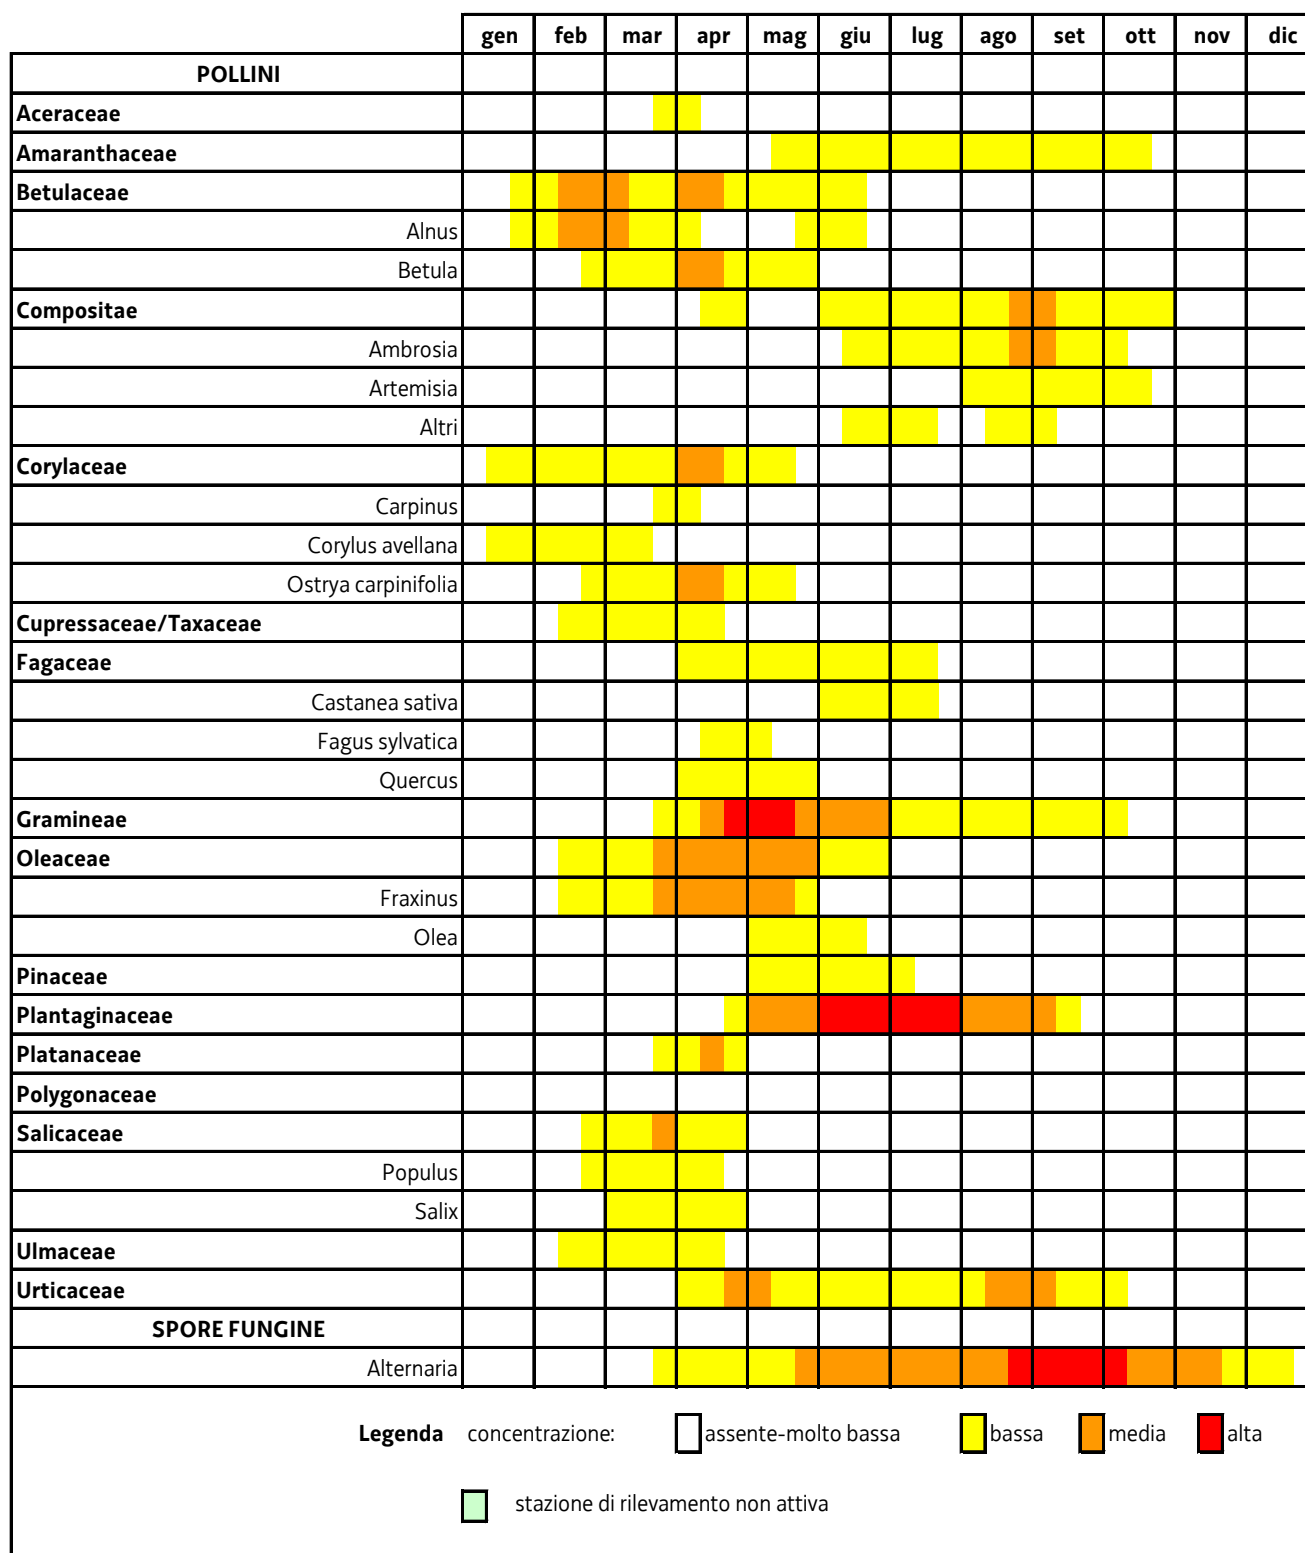 gen feb mar apr mag giu lug ago set ott nov dic
POLLINI
Aceraceae
Amaranthaceae
Betulaceae
Alnus
Betula
Compositae
Ambrosia
Artemisia
Altri
Corylaceae
Carpinus
Corylus avellana
Ostrya carpinifolia
Cupressaceae/Taxaceae
Fagaceae
Castanea sativa
Fagus sylvatica
Quercus
Gramineae
Oleaceae
Fraxinus
Olea
Pinaceae
Plantaginaceae
Platanaceae
Polygonaceae
Salicaceae
Populus
Salix
Ulmaceae
Urticaceae
SPORE FUNGINE
Alternaria
Legenda concentrazione: assente-molto bassa bassa media alta
stazione di rilevamento non attiva